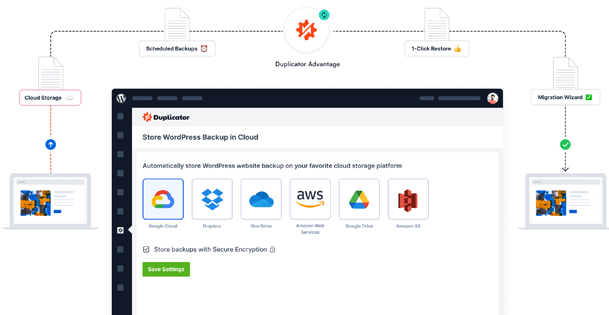 Scheduled Backups
1-Click Restore
Duplicator Advantage
Cloud Storage
Migration Wizard
Duplicator
Store WordPress Backup in Cloud
Automatically store WordPress website backup on your favorite cloud storage platform
aws
Google Cloud
Dropbox
One Drive
Amazon Web
Services
Google Drive
Amazon S3
Store backups with Secure Encryption
Save Settings